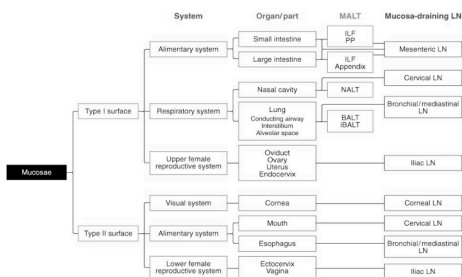 System Organ/part MALT Mucosa-draining LN
Small intestine
ILF
PP
Alimentary system
Mesenteric LN
Large intestine
ILF
Appendix
Cervical LN
Nasal cavity
NALT
Type I surface
Respiratory system
Lung
Conducting airway
Interstitium
Alveolar space
BALT
iBALT
Bronchial/mediastinal
LN
Upper female
reproductive system
Oviduct
Ovary
Uterus
Endocervix
Iliac LN
Mucosae
Visual system
Cornea
Corneal LN
Type II surface
Alimentary system
Mouth
Cervical LN
Esophagus
Bronchial/mediastinal
LN
Lower female
reproductive system
Ectocervix
Vagina
Iliac LN